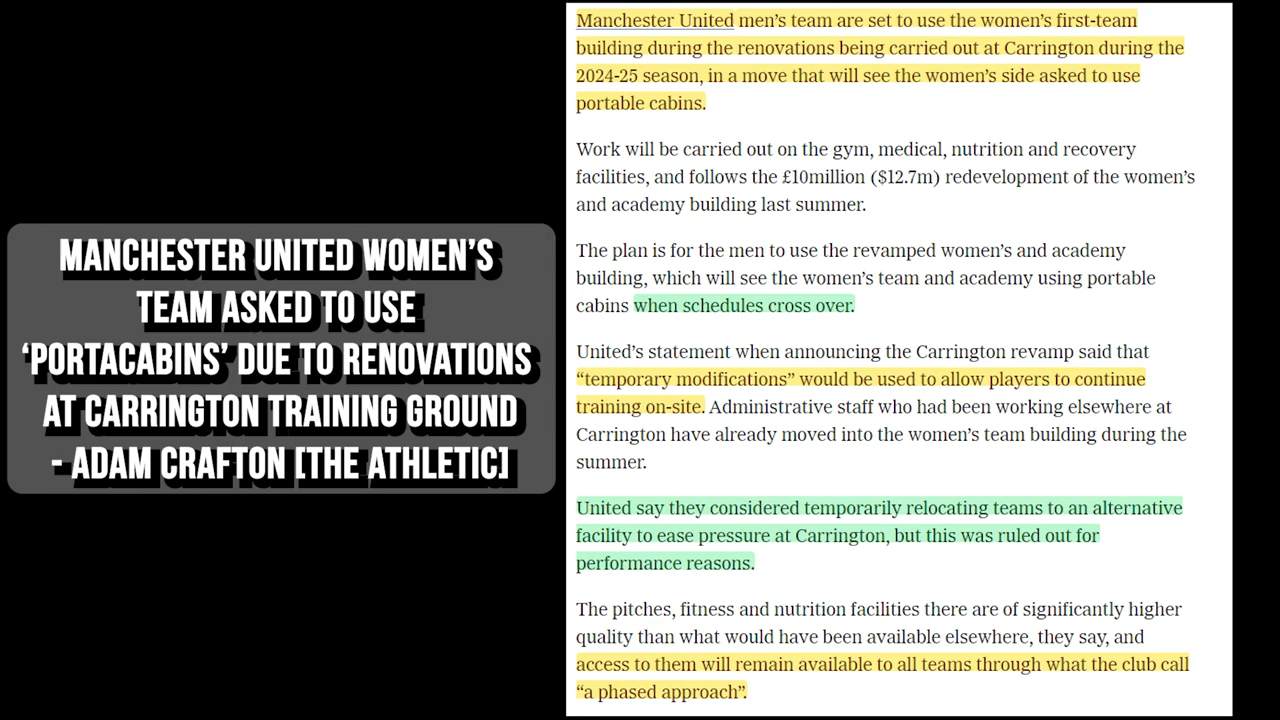 MANCHESTER UNITED WOMEN’S
TEAM ASKED TO USE
‘PORTACABINS’ DUE TO RENOVATIONS
AT CARRINGTON TRAINING GROUND
- ADAM CRAFTON [THE ATHLETIC]
Manchester United men’s team are set to use the women’s first-team
building during the renovations being carried out at Carrington during the
2024-25 season, in a move that will see the women’s side asked to use
portable cabins.
Work will be carried out on the gym, medical, nutrition and recovery
facilities, and follows the £10million ($12.7m) redevelopment of the women’s
and academy building last summer.
The plan is for the men to use the revamped women’s and academy
building, which will see the women’s team and academy using portable
cabins when schedules cross over.
United’s statement when announcing the Carrington revamp said that
“temporary modifications” would be used to allow players to continue
training on-site. Administrative staff who had been working elsewhere at
Carrington have already moved into the women’s team building during the
summer.
United say they considered temporarily relocating teams to an alternative
facility to ease pressure at Carrington, but this was ruled out for
performance reasons.
The pitches, fitness and nutrition facilities there are of significantly higher
quality than what would have been available elsewhere, they say, and
access to them will remain available to all teams through what the club call
“a phased approach”.